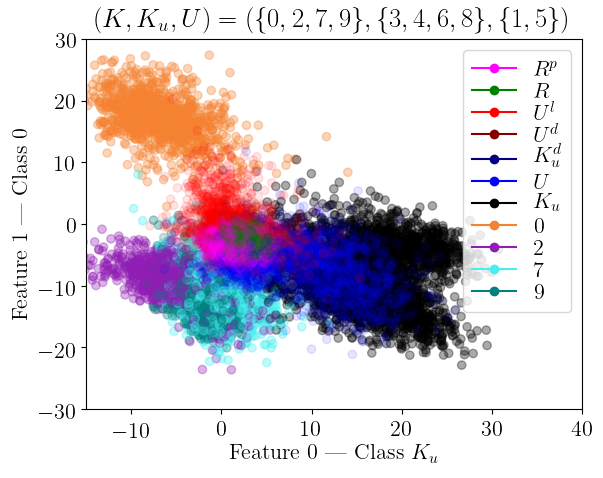 (K, K_u, U) = ({0, 2, 7, 9}, {3, 4, 6, 8}, {1, 5})
30
20
10
0
−10
−20
−30
Feature 1 — Class 0
R^p
R
U^l
U^d
K_u^d
U
K_u
0
2
7
9
−10
0
10
20
30
40
Feature 0 — Class K_u